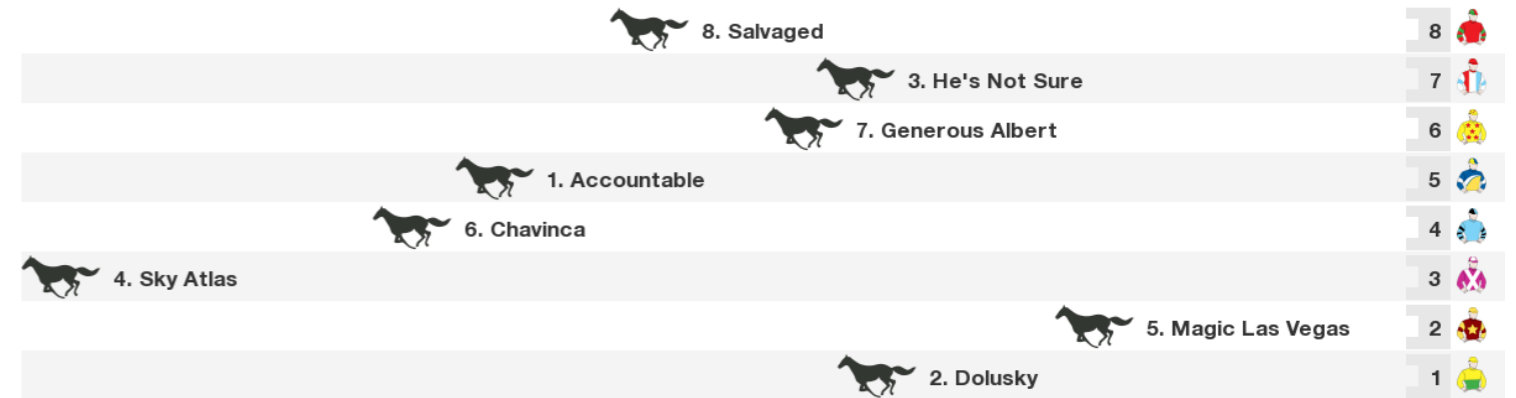 8. Salvaged 8
3. He's Not Sure 7
7. Generous Albert 6
1. Accountable 5
6. Chavinca 4
4. Sky Atlas 3
5. Magic Las Vegas 2
2. Dolusky 1